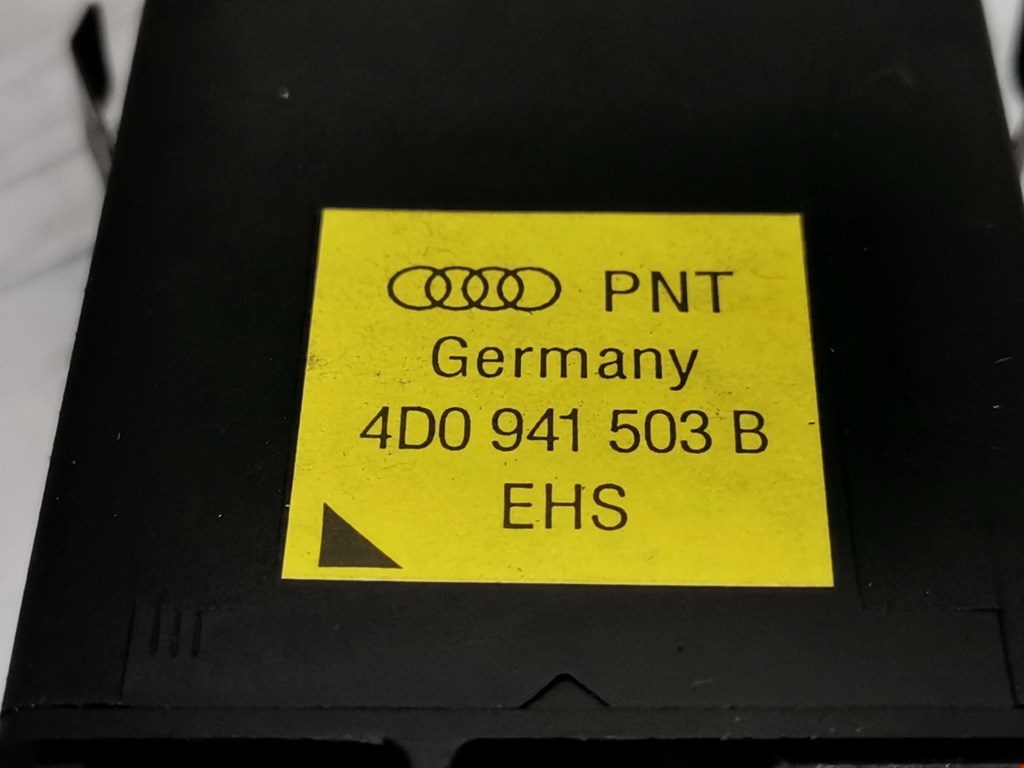 PNT
Germany
4D0 941 503 B
EHS